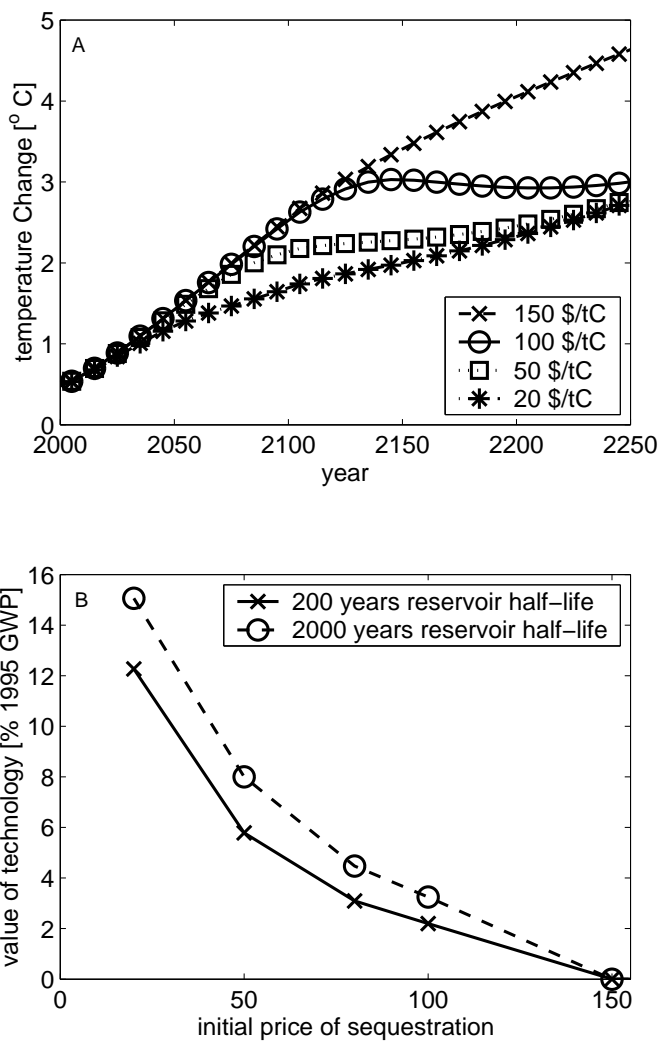 A
temperature Change [° C]
5
4
3
2
1
0
150 $/tC
100 $/tC
50 $/tC
20 $/tC
2000 2050 2100 2150 2200 2250
year
B
value of technology [% 1995 GWP]
16
14
12
10
8
6
4
2
0
200 years reservoir half−life
2000 years reservoir half−life
0 50 100 150
initial price of sequestration